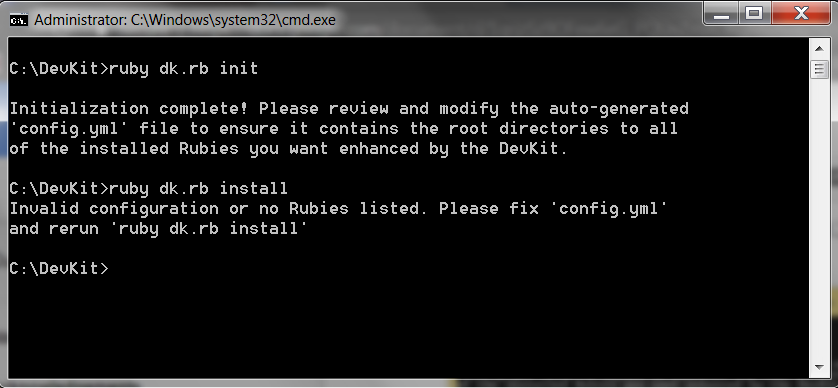 Administrator: C:\Windows\system32\cmd.exe
C:\DevKit>ruby dk.rb init
Initialization complete! Please review and modify the auto-generated
'config.yml' file to ensure it contains the root directories to all
of the installed Rubies you want enhanced by the DevKit.
C:\DevKit>ruby dk.rb install
Invalid configuration or no Rubies listed. Please fix 'config.yml'
and rerun 'ruby dk.rb install'
C:\DevKit>